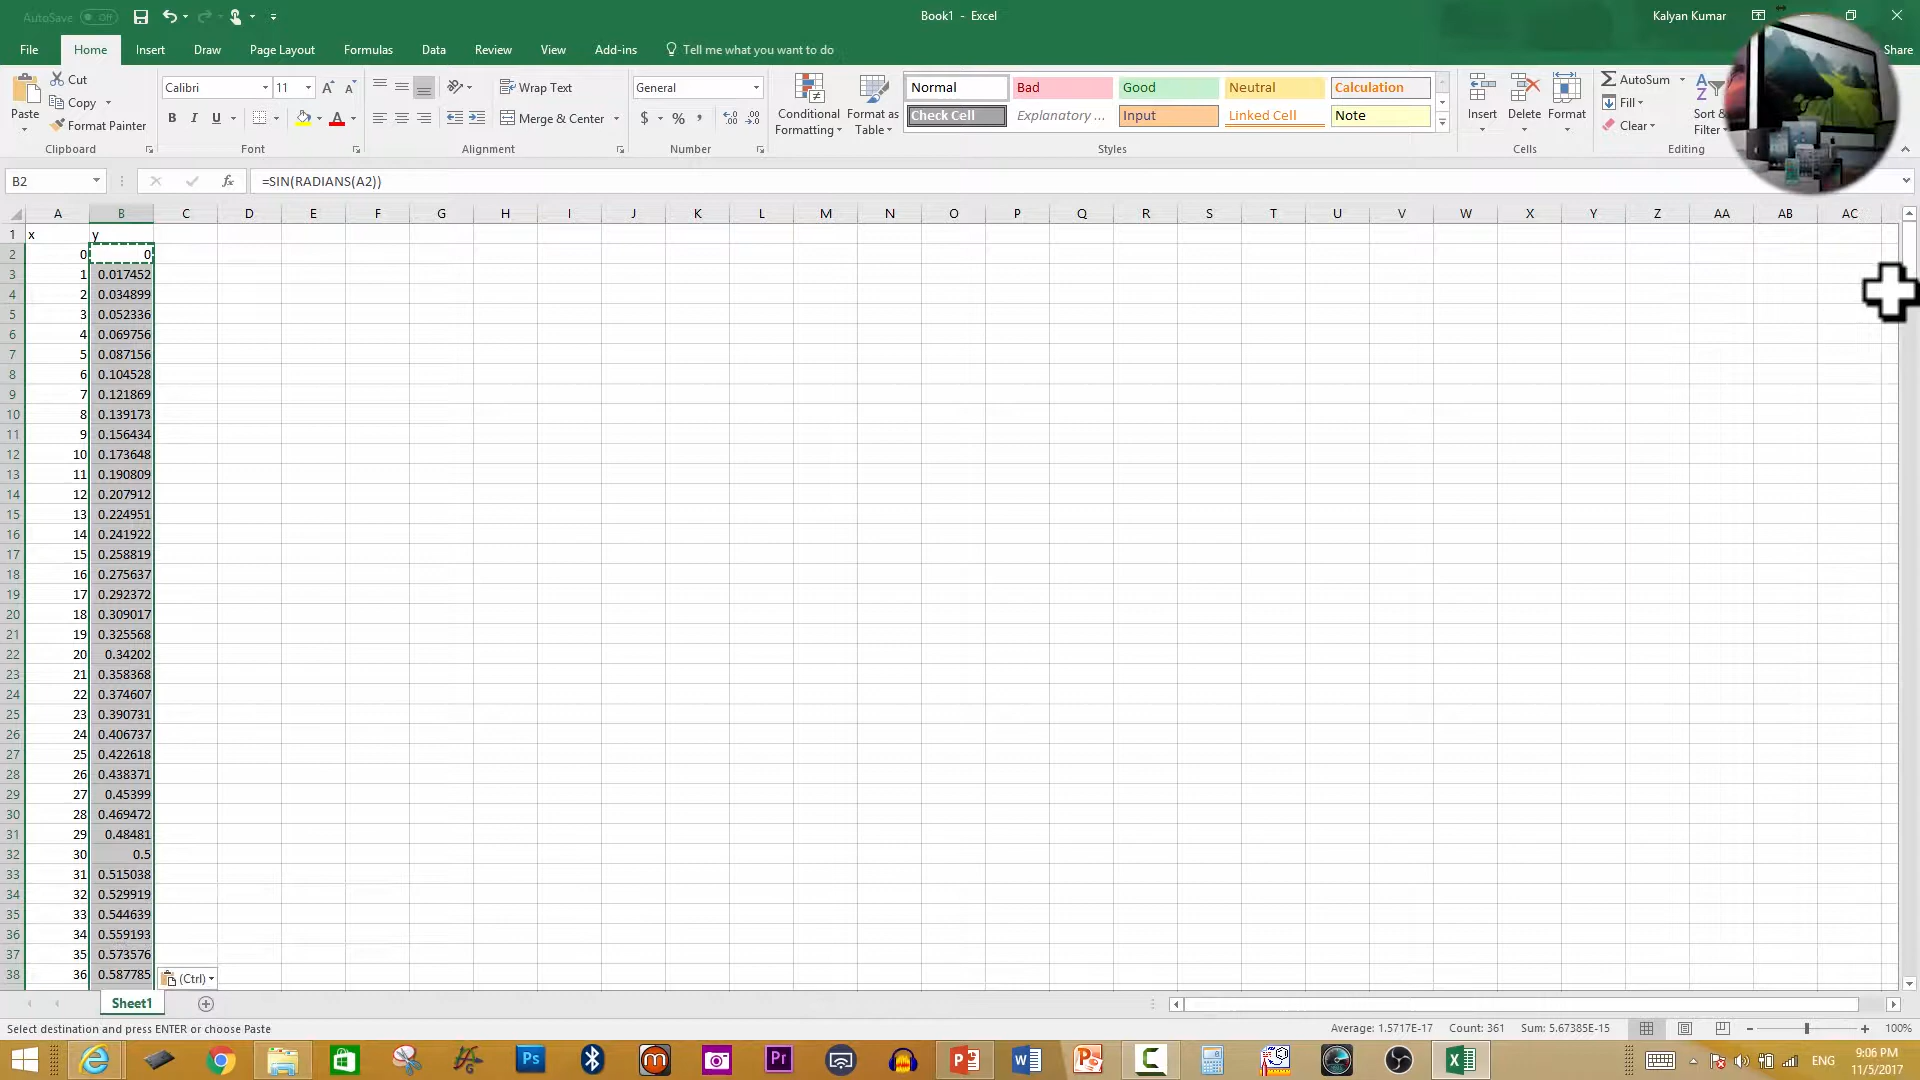 AutoSave Off
Book1 - Excel
Kalyan Kumar
File Home Insert Draw Page Layout Formulas Data Review View Add-ins Tell me what you want to do Share
Cut
Copy
Format Painter
Paste
Clipboard
Calibri 11
B I U
Font
Wrap Text
Merge & Center
Alignment
General
$ % ,
Number
Conditional Formatting
Format as Table
Normal Bad Good Neutral Calculation
Check Cell Explanatory ... Input Linked Cell Note
Styles
Insert Delete Format
Cells
AutoSum
Fill
Clear
Sort & Filter
Editing
B2 fx =SIN(RADIANS(A2))
A B C D E F G H I J K L M N O P Q R S T U V W X Y Z AA AB AC
1 x y
2 0 0
3 1 0.017452
4 2 0.034899
5 3 0.052336
6 4 0.069756
7 5 0.087156
8 6 0.104528
9 7 0.121869
10 8 0.139173
11 9 0.156434
12 10 0.173648
13 11 0.190809
14 12 0.207912
15 13 0.224951
16 14 0.241922
17 15 0.258819
18 16 0.275637
19 17 0.292372
20 18 0.309017
21 19 0.325568
22 20 0.34202
23 21 0.358368
24 22 0.374607
25 23 0.390731
26 24 0.406737
27 25 0.422618
28 26 0.438371
29 27 0.45399
30 28 0.469472
31 29 0.48481
32 30 0.5
33 31 0.515038
34 32 0.529919
35 33 0.544639
36 34 0.559193
37 35 0.573576
38 36 0.587785
(Ctrl)
Sheet1
Select destination and press ENTER or choose Paste
Average: 1.5717E-17 Count: 361 Sum: 5.67385E-15 100%
ENG
9:06 PM
11/5/2017